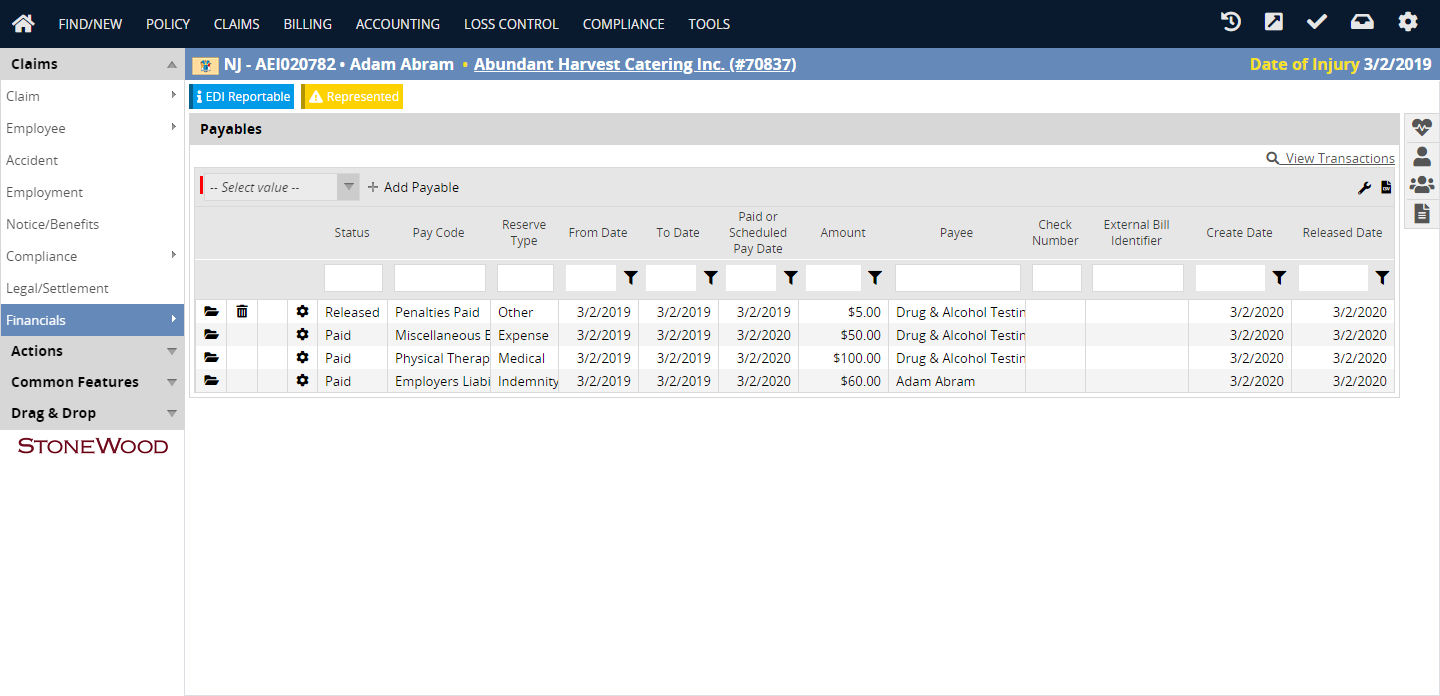 FIND/NEW POLICY CLAIMS BILLING ACCOUNTING LOSS CONTROL COMPLIANCE TOOLS
Claims
NJ - AEI020782 • Adam Abram • Abundant Harvest Catering Inc. (#70837)
Date of Injury 3/2/2019
Claim
Employee
Accident
Employment
Notice/Benefits
Compliance
Legal/Settlement
Financials
Actions
Common Features
Drag & Drop
STONEWOOD
EDI Reportable
Represented
Payables
View Transactions
-- Select value --
Add Payable
Status Pay Code Reserve Type From Date To Date Paid or Scheduled Pay Date Amount Payee Check Number External Bill Identifier Create Date Released Date
Released Penalties Paid Other 3/2/2019 3/2/2019 3/2/2019 $5.00 Drug & Alcohol Testin 3/2/2020 3/2/2020
Paid Miscellaneous E Expense 3/2/2019 3/2/2019 3/2/2020 $50.00 Drug & Alcohol Testin 3/2/2020 3/2/2020
Paid Physical Therap Medical 3/2/2019 3/2/2019 3/2/2020 $100.00 Drug & Alcohol Testin 3/2/2020 3/2/2020
Paid Employers Liabi Indemnity 3/2/2019 3/2/2019 3/2/2020 $60.00 Adam Abram 3/2/2020 3/2/2020